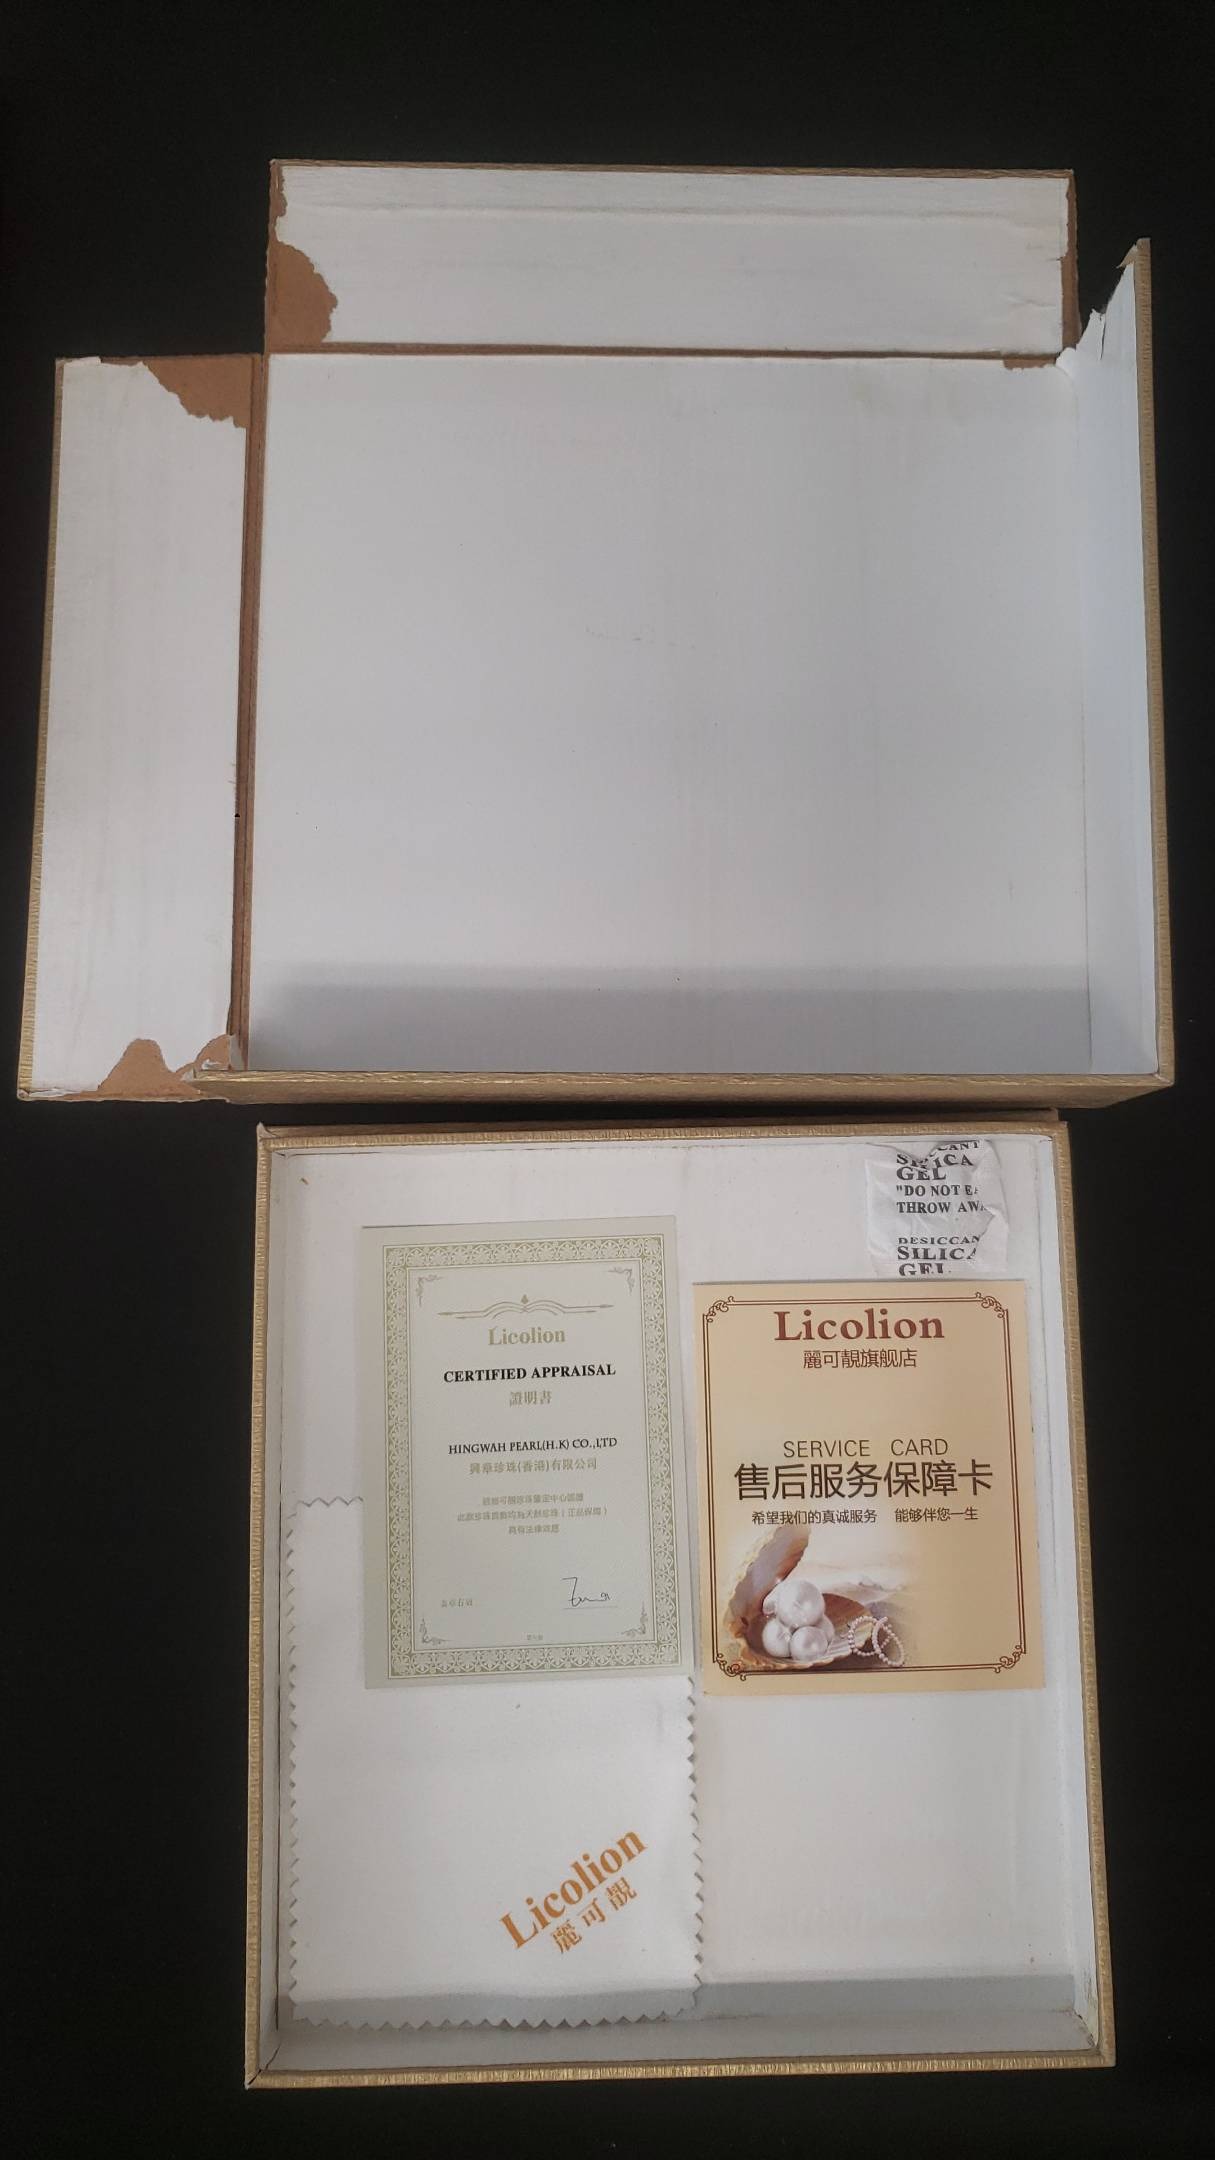 SILICA
GEL
"DO NOT EA
THROW AWA
DESICCAN
SILICA
GEL
Licolion
CERTIFIED APPRAISAL
證明書
HINGWAH PEARL(H.K) CO.,LTD
興華珍珠(香港)有限公司
Licolion
麗可靚旗舰店
SERVICE CARD
售后服务保障卡
希望我们的真诚服务 能够伴您一生
Licolion
麗可靚